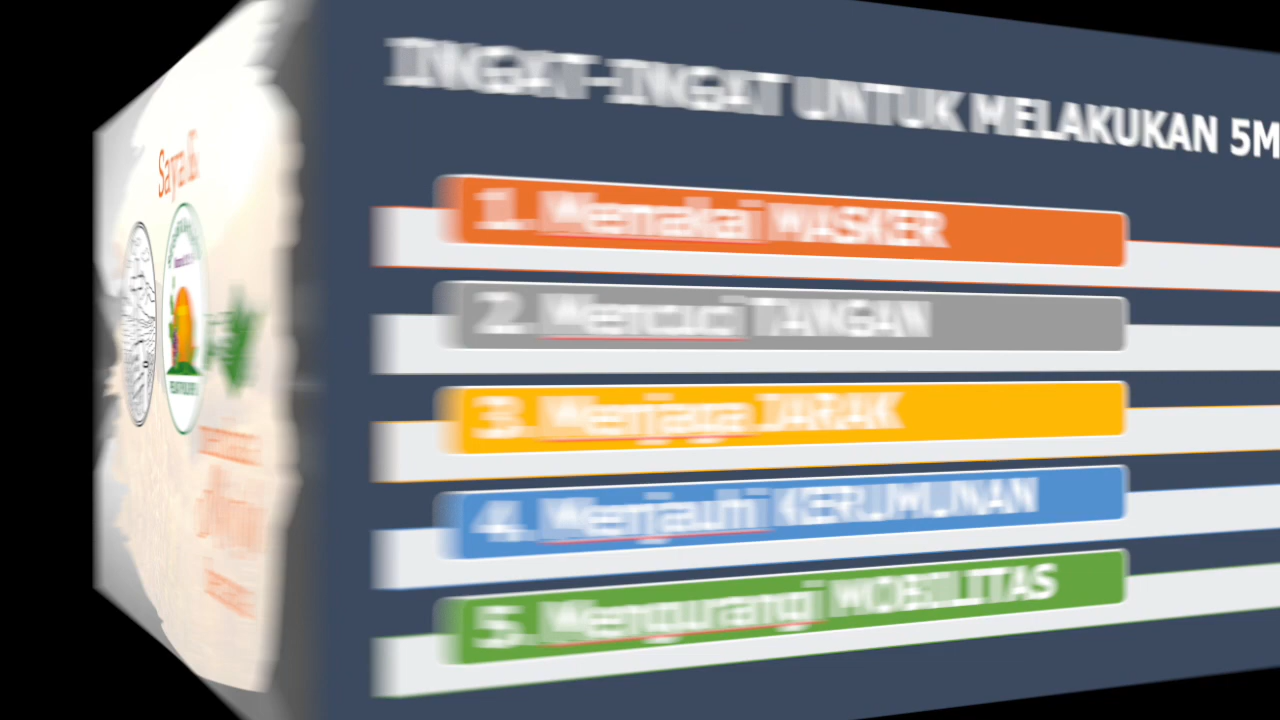 INGAT-INGAT UNTUK MELAKUKAN 5M
1. Memakai MASKER
2. Mencuci TANGAN
3. Menjaga JARAK
4. Menjauhi KERUMUNAN
5. Mengurangi MOBILITAS